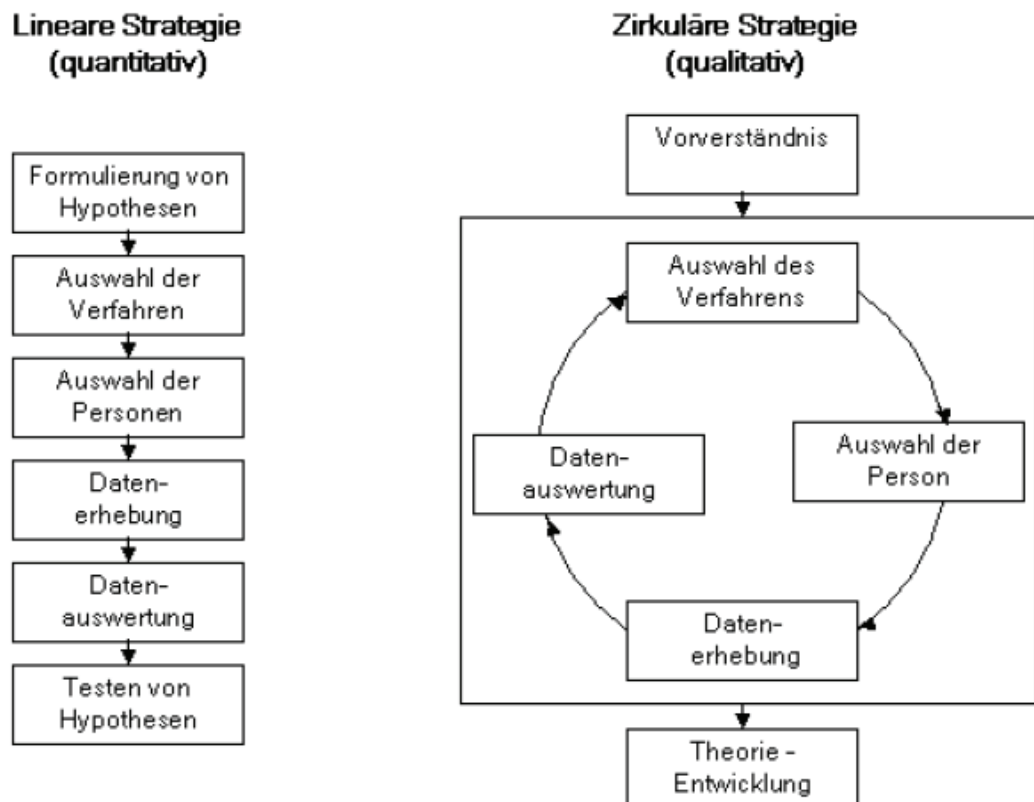 Lineare Strategie
(quantitativ)
Formulierung von
Hypothesen
Auswahl der
Verfahren
Auswahl der
Personen
Daten-
erhebung
Daten-
auswertung
Testen von
Hypothesen
Zirkuläre Strategie
(qualitativ)
Vorverständnis
Auswahl des
Verfahrens
Auswahl der
Person
Daten-
erhebung
Daten-
auswertung
Theorie -
Entwicklung